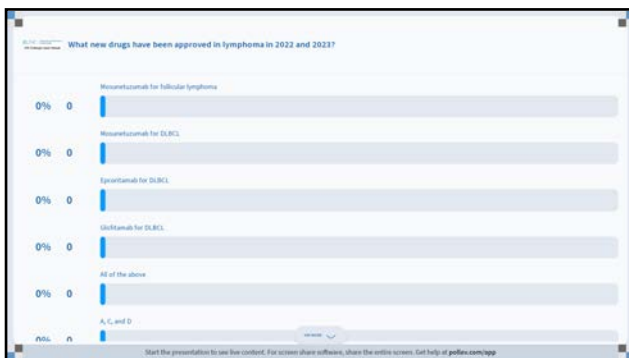 What new drugs have been approved in lymphoma in 2022 and 2023?
Mosunetuzumab for follicular lymphoma
0% 0
Mosunetuzumab for DLBCL
0% 0
Epcoritamab for DLBCL
0% 0
Glofitamab for DLBCL
0% 0
All of the above
0% 0
A, C, and D
0% 0
Start the presentation to see live content. For screen share software, share the entire screen. Get help at pollev.com/app